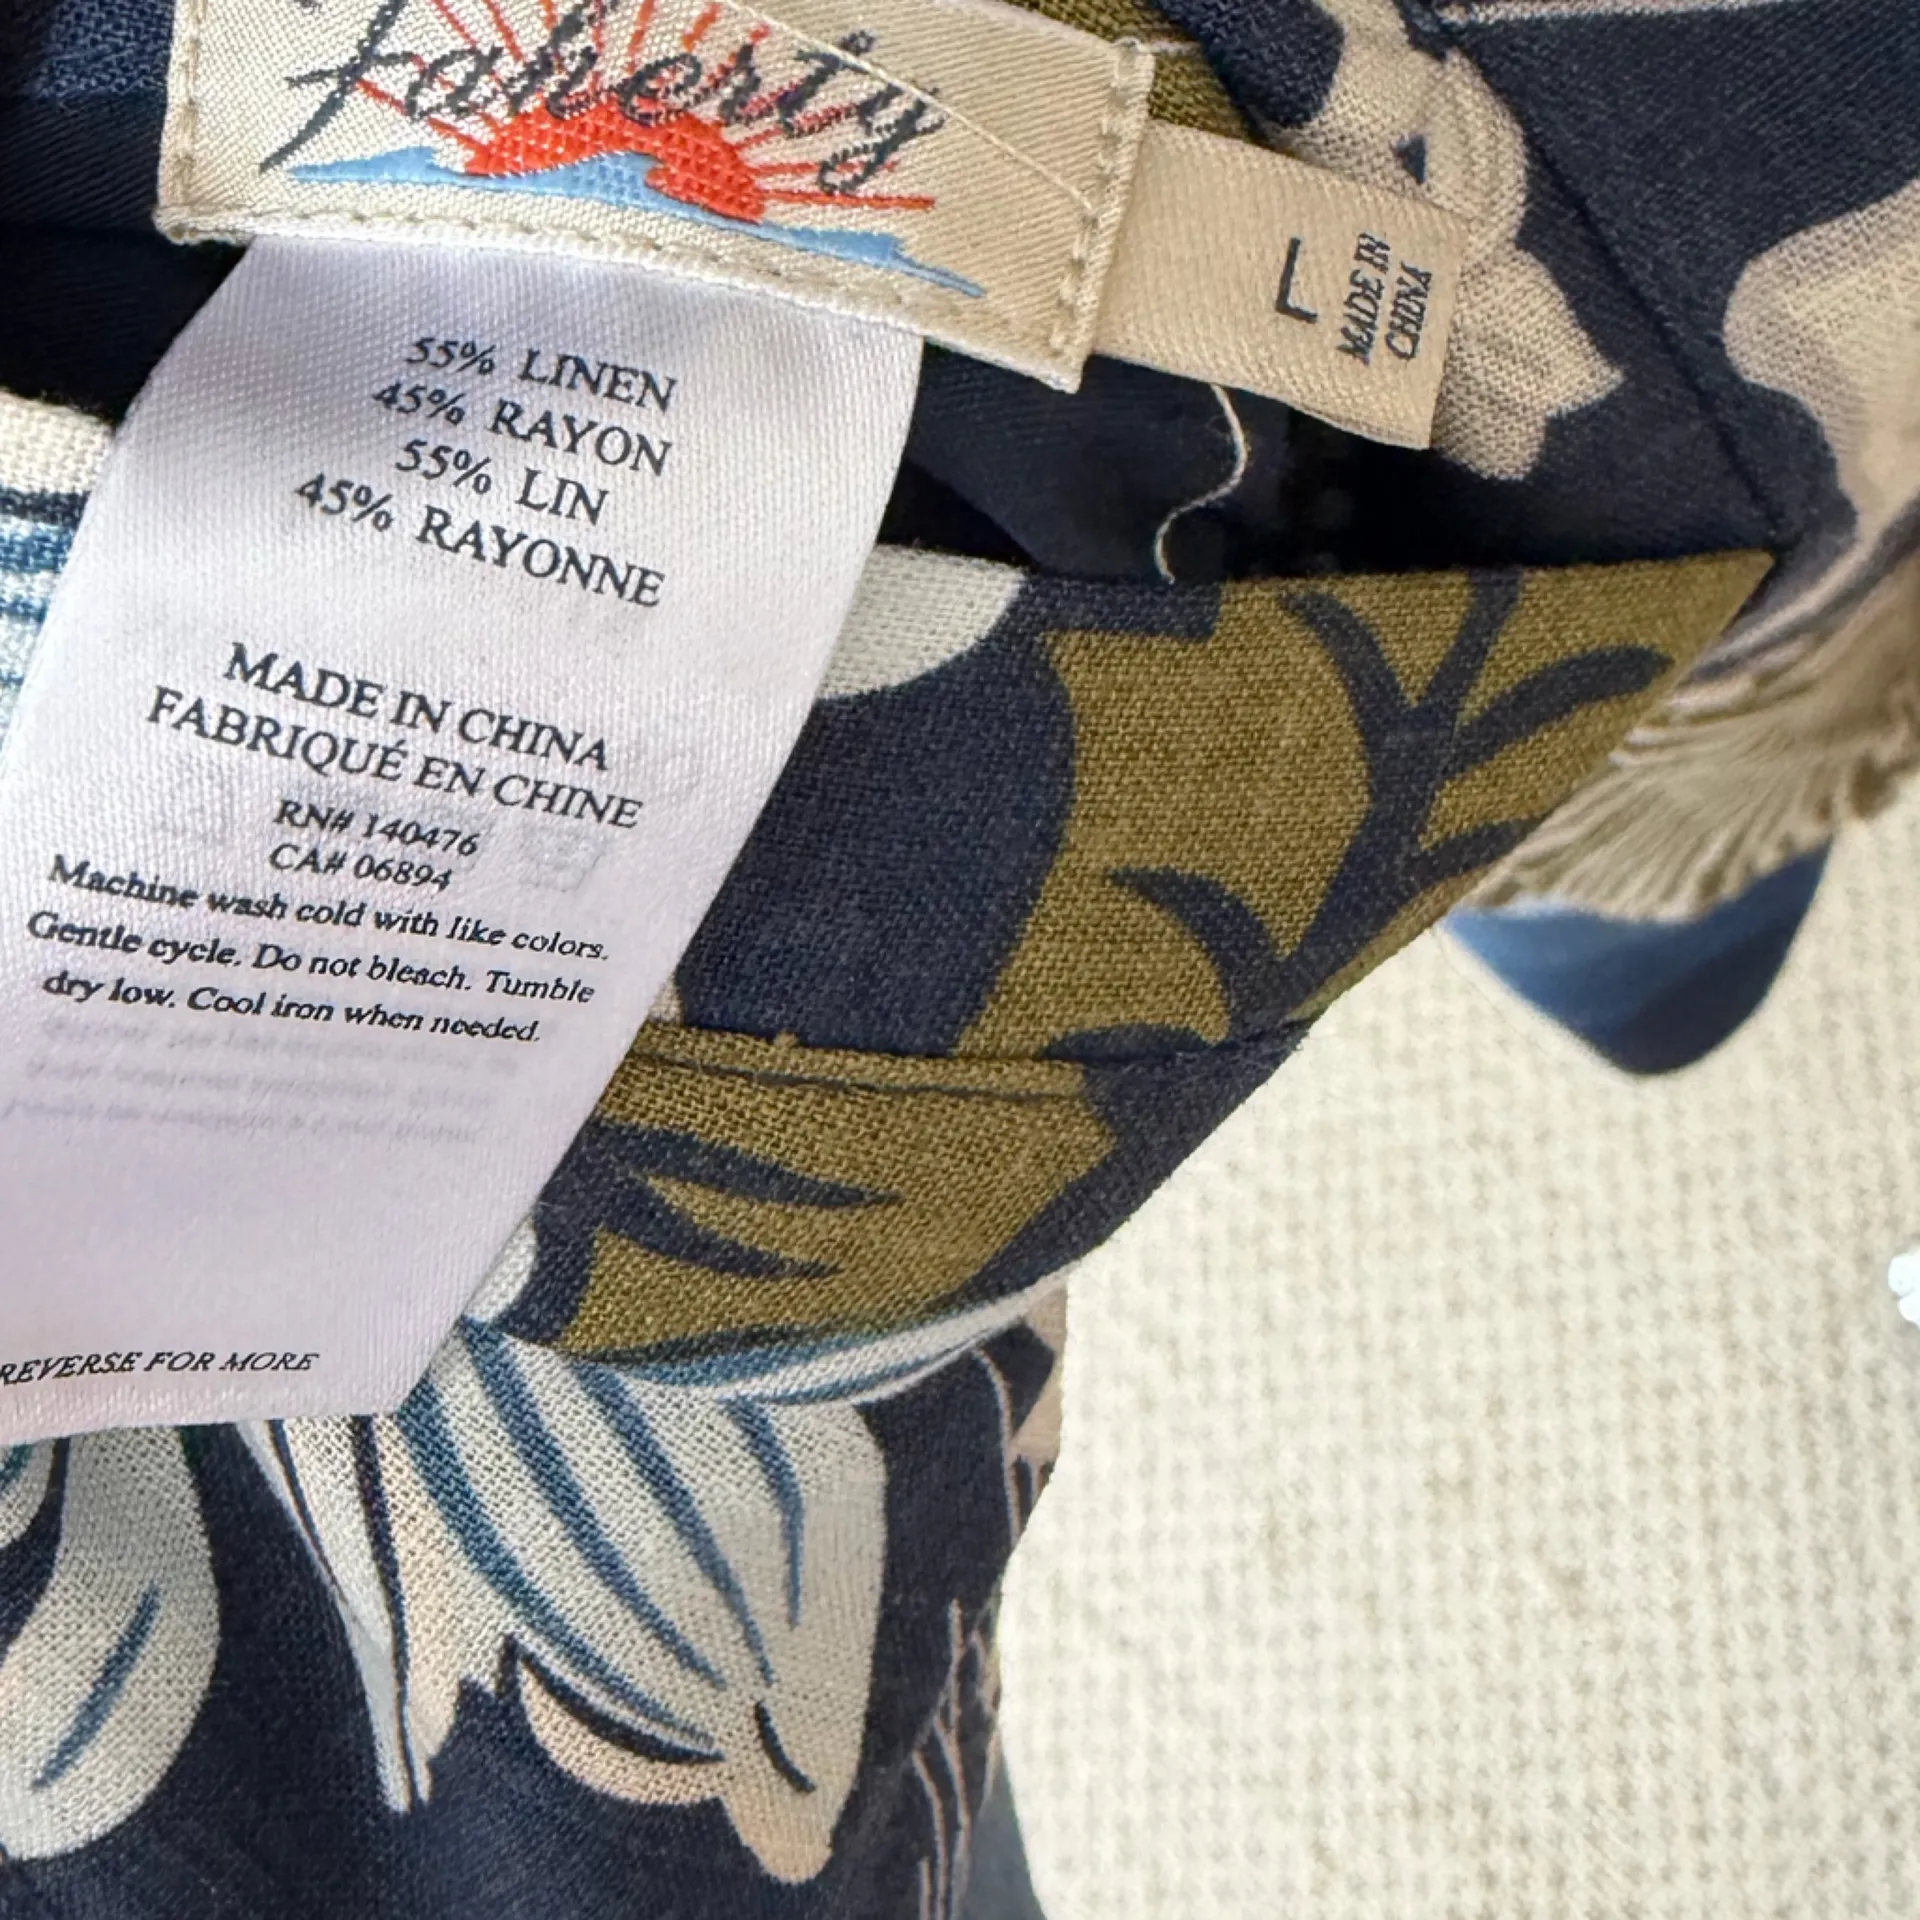 Faherty
L
MADE IN
CHINA
55% LINEN
45% RAYON
55% LIN
45% RAYONNE
MADE IN CHINA
FABRIQUÉ EN CHINE
RN# 140476
CA# 06894
Machine wash cold with like colors.
Gentle cycle. Do not bleach. Tumble
dry low. Cool iron when needed.
REVERSE FOR MORE